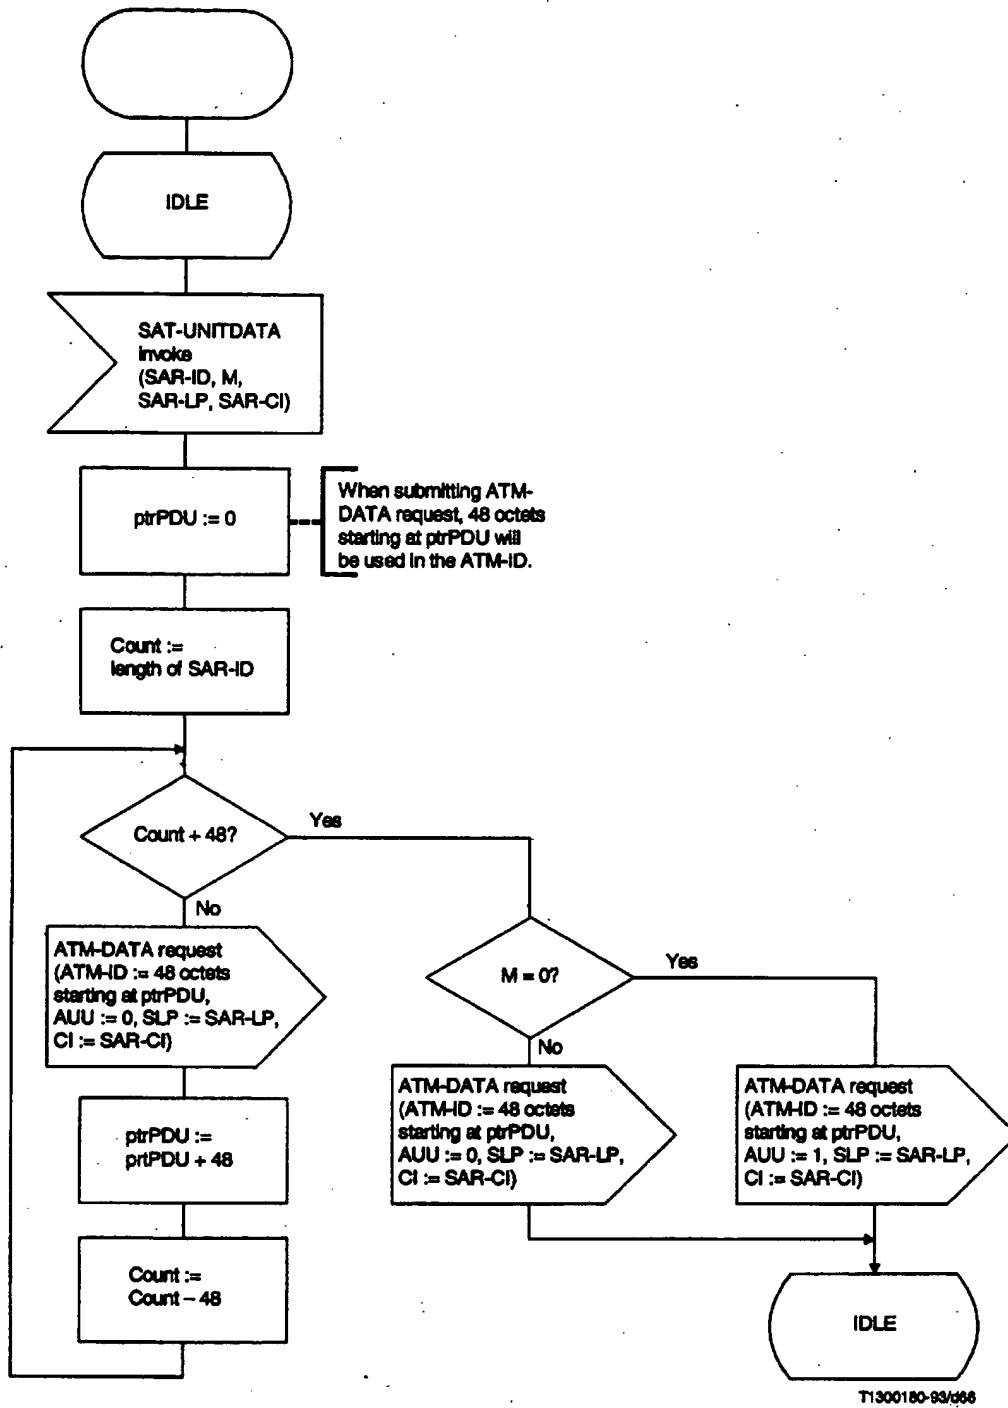 IDLE
SAT-UNITDATA
invoke
(SAR-ID, M,
SAR-LP, SAR-CI)
ptrPDU := 0
When submitting ATM-
DATA request, 48 octets
starting at ptrPDU will
be used in the ATM-ID.
Count :=
length of SAR-ID
Count + 48?
Yes
No
ATM-DATA request
(ATM-ID := 48 octets
starting at ptrPDU,
AUU := 0, SLP := SAR-LP,
CI := SAR-CI)
ptrPDU :=
prtPDU + 48
Count :=
Count – 48
M = 0?
Yes
No
ATM-DATA request
(ATM-ID := 48 octets
starting at ptrPDU,
AUU := 0, SLP := SAR-LP,
CI := SAR-CI)
ATM-DATA request
(ATM-ID := 48 octets
starting at ptrPDU,
AUU := 1, SLP := SAR-LP,
CI := SAR-CI)
IDLE
T1300180-93/d66